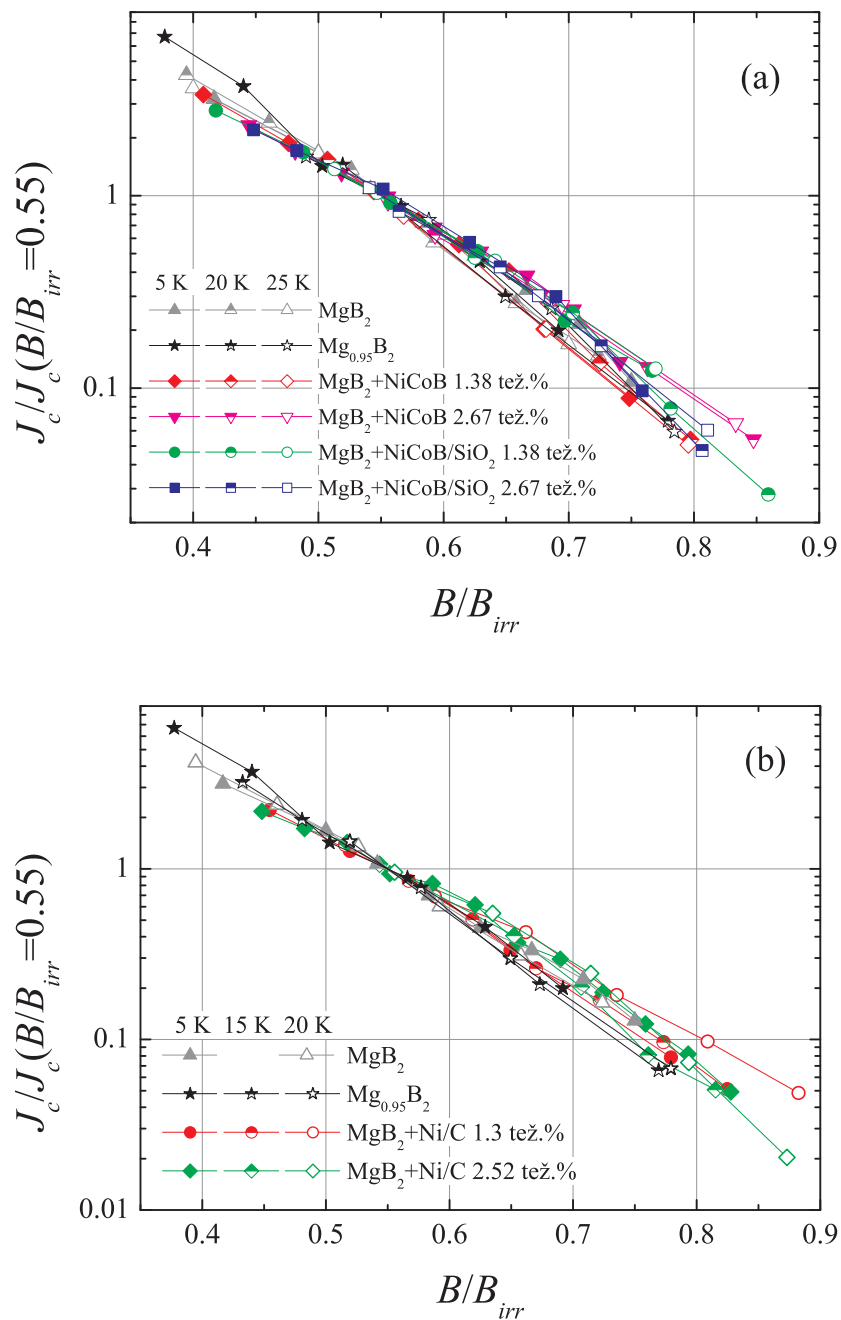 (a)
1
0.1
J_c/J_c(B/B_irr=0.55)
5 K 20 K 25 K
MgB₂
Mg₀.₉₅B₂
MgB₂+NiCoB 1.38 tež.%
MgB₂+NiCoB 2.67 tež.%
MgB₂+NiCoB/SiO₂ 1.38 tež.%
MgB₂+NiCoB/SiO₂ 2.67 tež.%
0.4 0.5 0.6 0.7 0.8 0.9
B/B_irr
(b)
1
0.1
0.01
J_c/J_c(B/B_irr=0.55)
5 K 15 K 20 K
MgB₂
Mg₀.₉₅B₂
MgB₂+Ni/C 1.3 tež.%
MgB₂+Ni/C 2.52 tež.%
0.4 0.5 0.6 0.7 0.8 0.9
B/B_irr